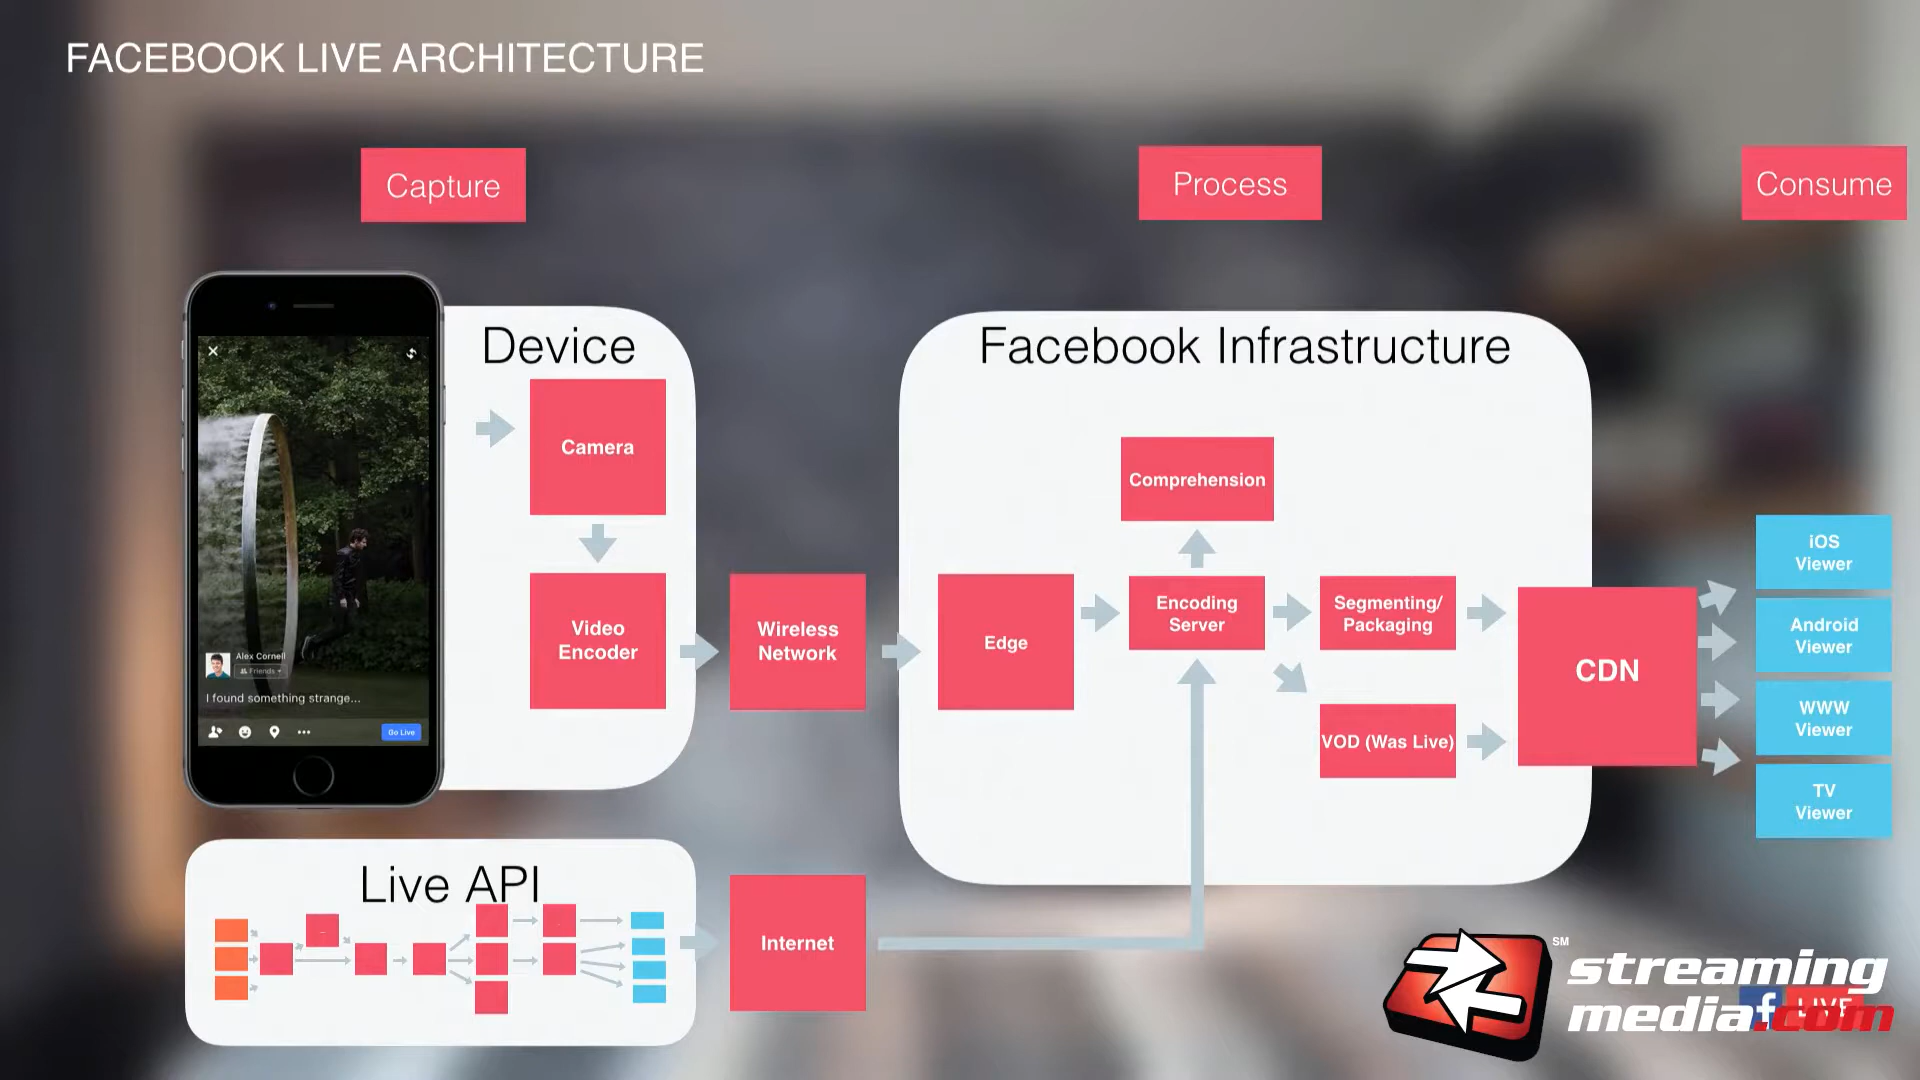 FACEBOOK LIVE ARCHITECTURE
Capture
Process
Consume
Device
Camera
Video
Encoder
Alex Cornell
Friends
I found something strange...
Go Live
Wireless
Network
Facebook Infrastructure
Comprehension
Edge
Encoding
Server
Segmenting/
Packaging
VOD (Was Live)
CDN
iOS
Viewer
Android
Viewer
WWW
Viewer
TV
Viewer
Live API
Internet
SM
streaming
media.com
f LIVE